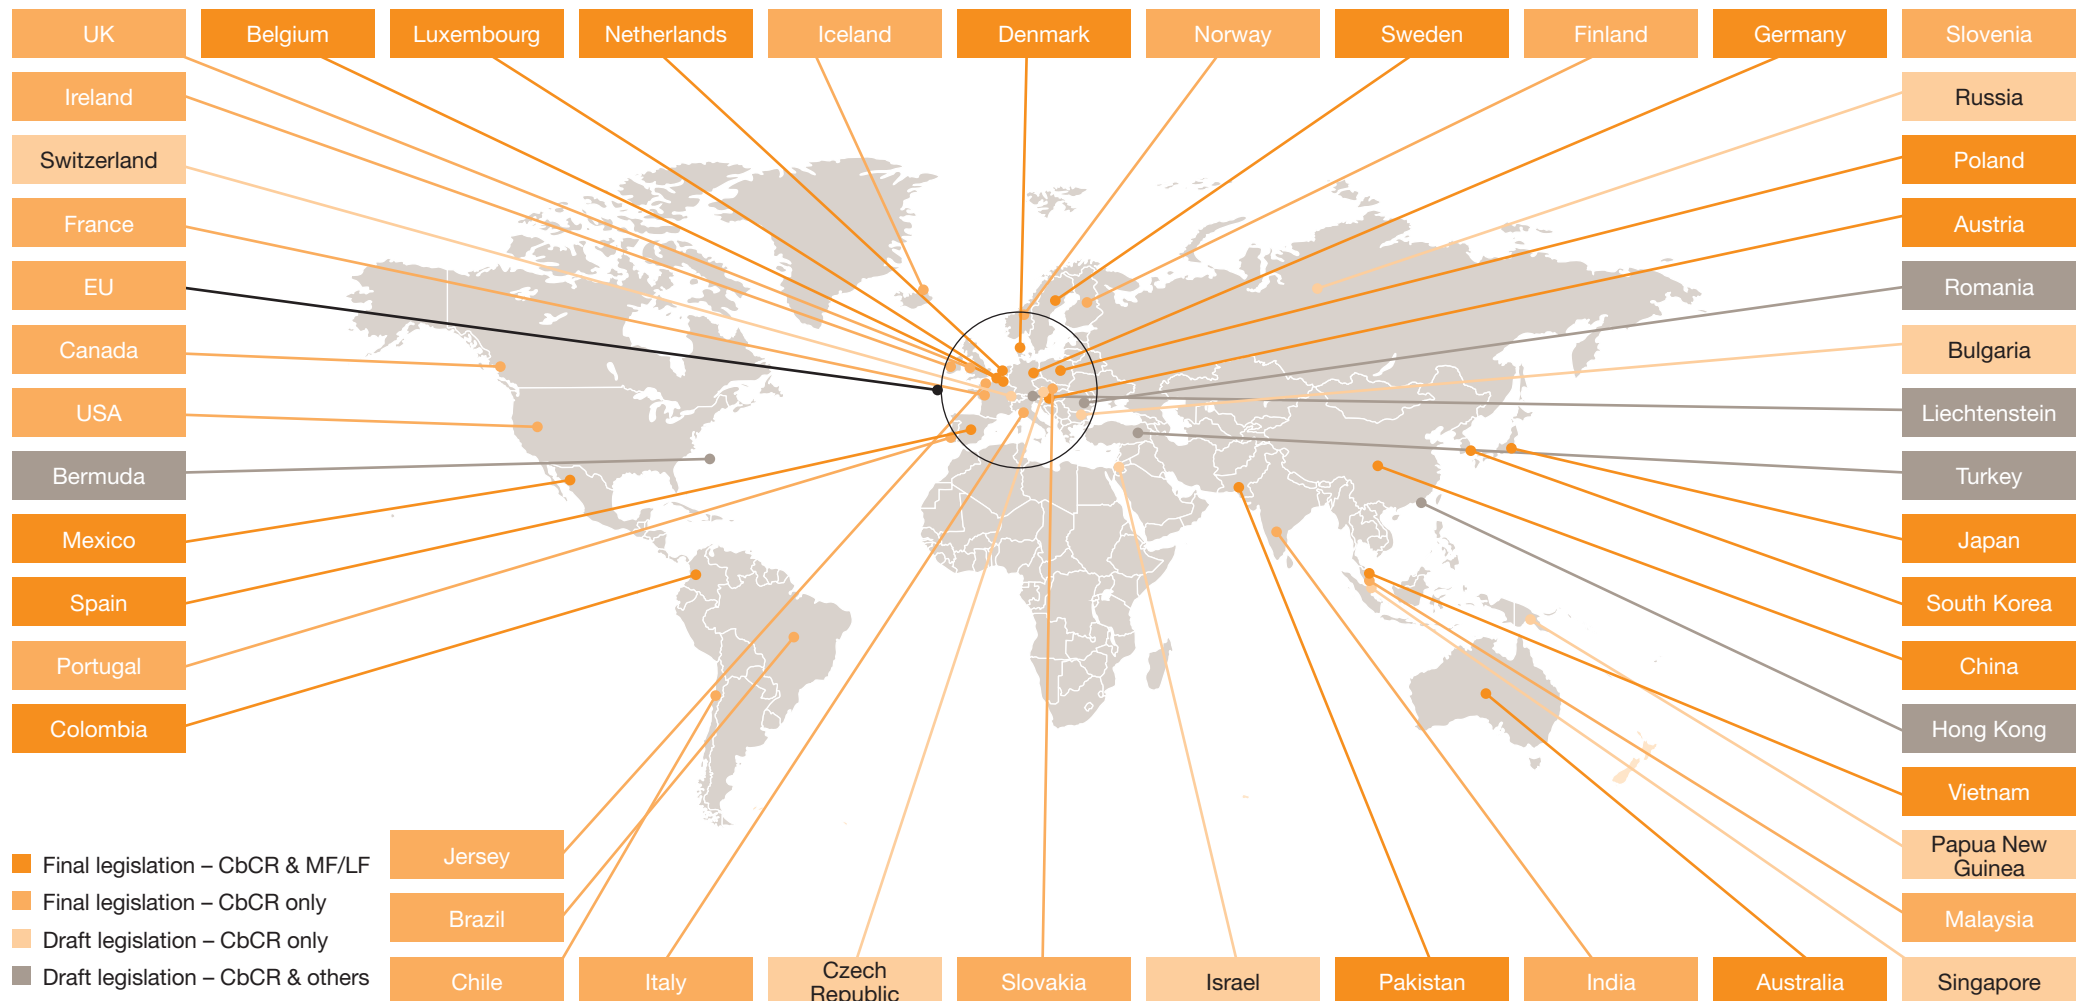 UK
Belgium
Luxembourg
Netherlands
Iceland
Denmark
Norway
Sweden
Finland
Germany
Slovenia
Ireland
Switzerland
France
EU
Canada
USA
Bermuda
Mexico
Spain
Portugal
Colombia
Russia
Poland
Austria
Romania
Bulgaria
Liechtenstein
Turkey
Japan
South Korea
China
Hong Kong
Vietnam
Papua New
Guinea
Malaysia
Singapore
Jersey
Brazil
Chile
Italy
Czech
Republic
Slovakia
Israel
Pakistan
India
Australia
Final legislation – CbCR & MF/LF
Final legislation – CbCR only
Draft legislation – CbCR only
Draft legislation – CbCR & others